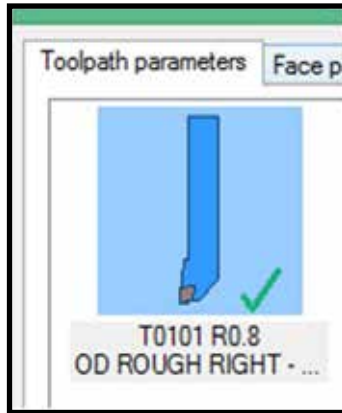 Toolpath parameters
Face p
T0101 R0.8
OD ROUGH RIGHT - ...